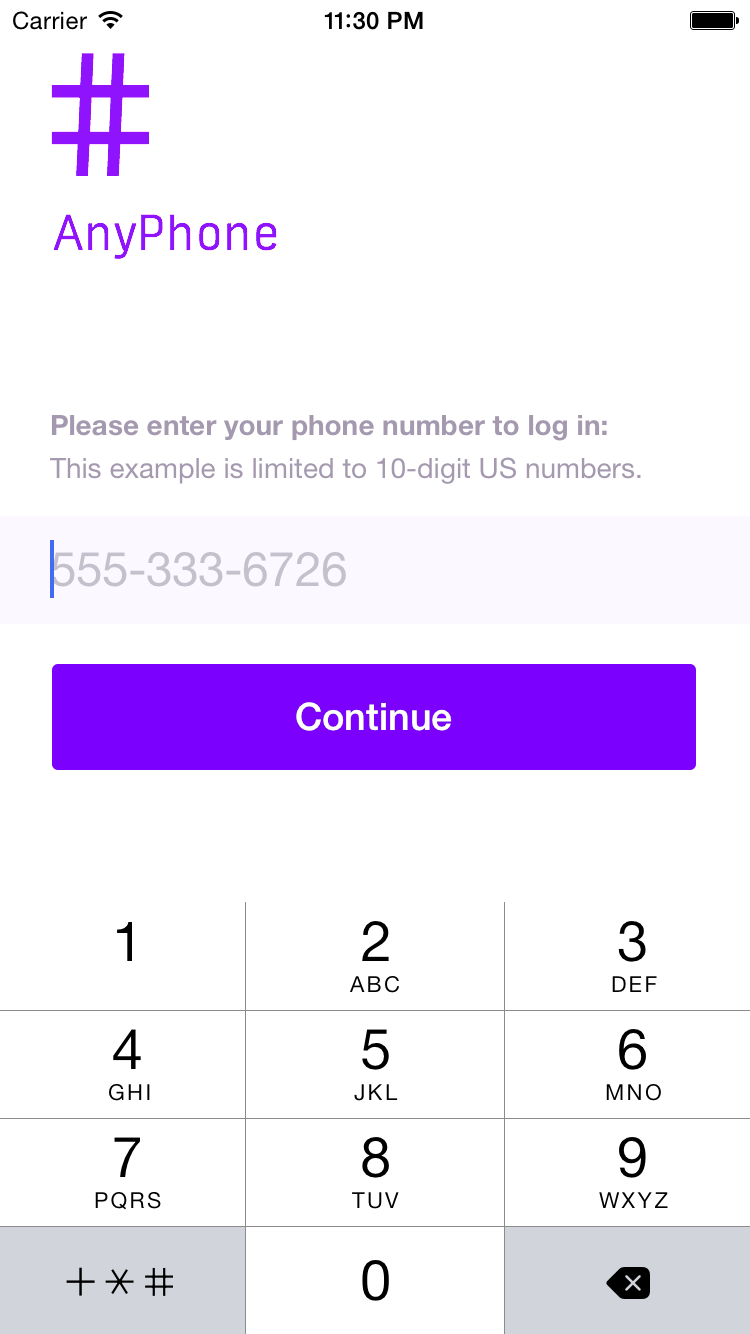 Carrier 11:30 PM
#
AnyPhone
Please enter your phone number to log in:
This example is limited to 10-digit US numbers.
555-333-6726
Continue
1 2 3
ABC DEF
4 5 6
GHI JKL MNO
7 8 9
PQRS TUV WXYZ
+*# 0